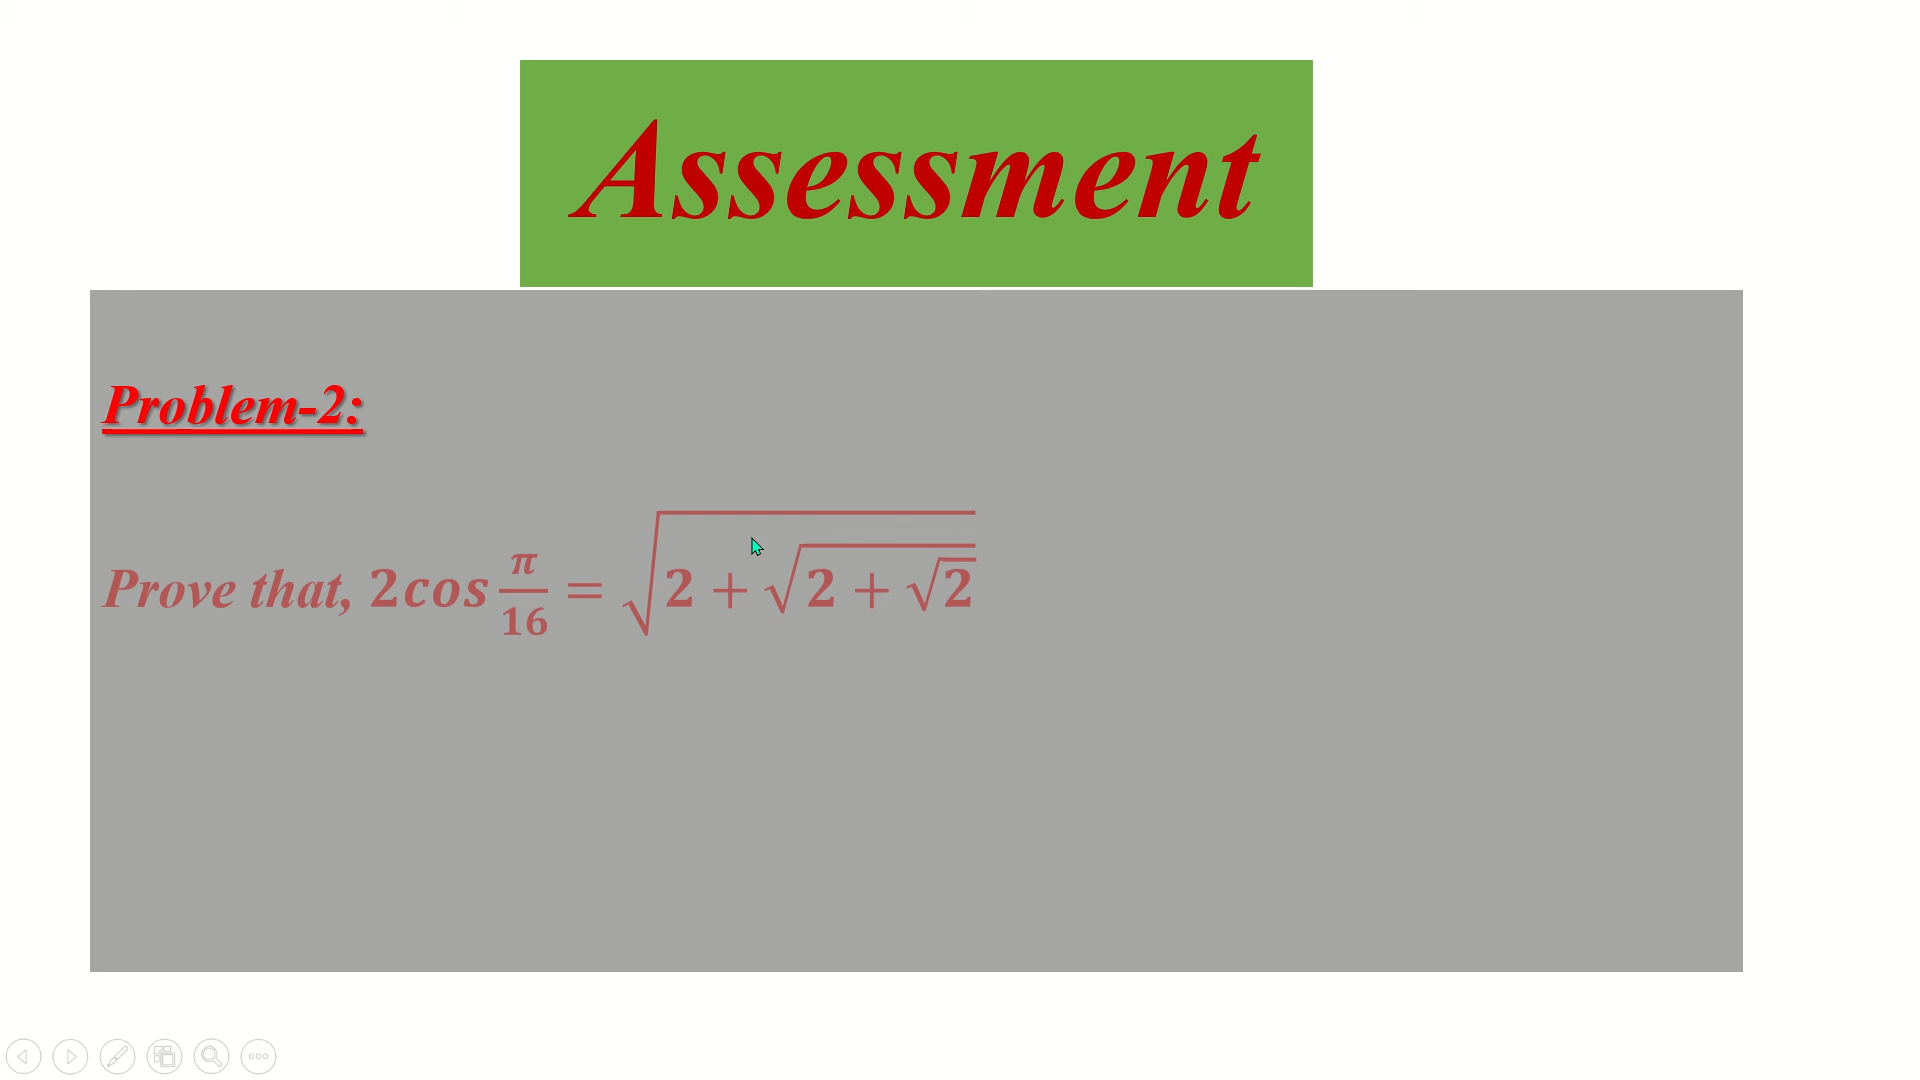 Assessment
Problem-2:
Prove that, 2cos π/16 = √(2 + √(2 + √2))